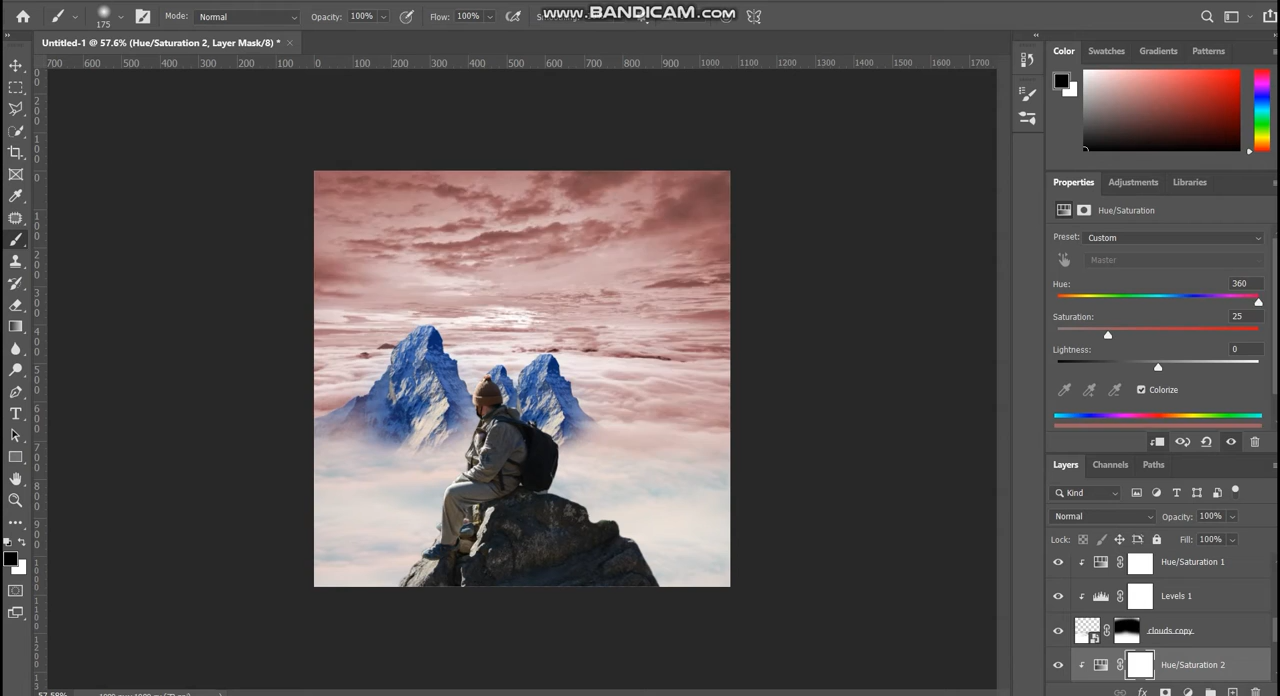 175 Mode: Normal Opacity: 100% Flow: 100% www.BANDICAM.com
Untitled-1 @ 57.6% (Hue/Saturation 2, Layer Mask/8) * ×
700 600 500 400 300 200 100 0 100 200 300 400 500 600 700 800 900 1000 1100 1200 1300 1400 1500 1600 1700
Color Swatches Gradients Patterns
Properties Adjustments Libraries
Hue/Saturation
Preset: Custom
Master
Hue: 360
Saturation: 25
Lightness: 0
Colorize
Layers Channels Paths
Kind
Normal Opacity: 100%
Lock: Fill: 100%
Hue/Saturation 1
Levels 1
clouds copy
Hue/Saturation 2